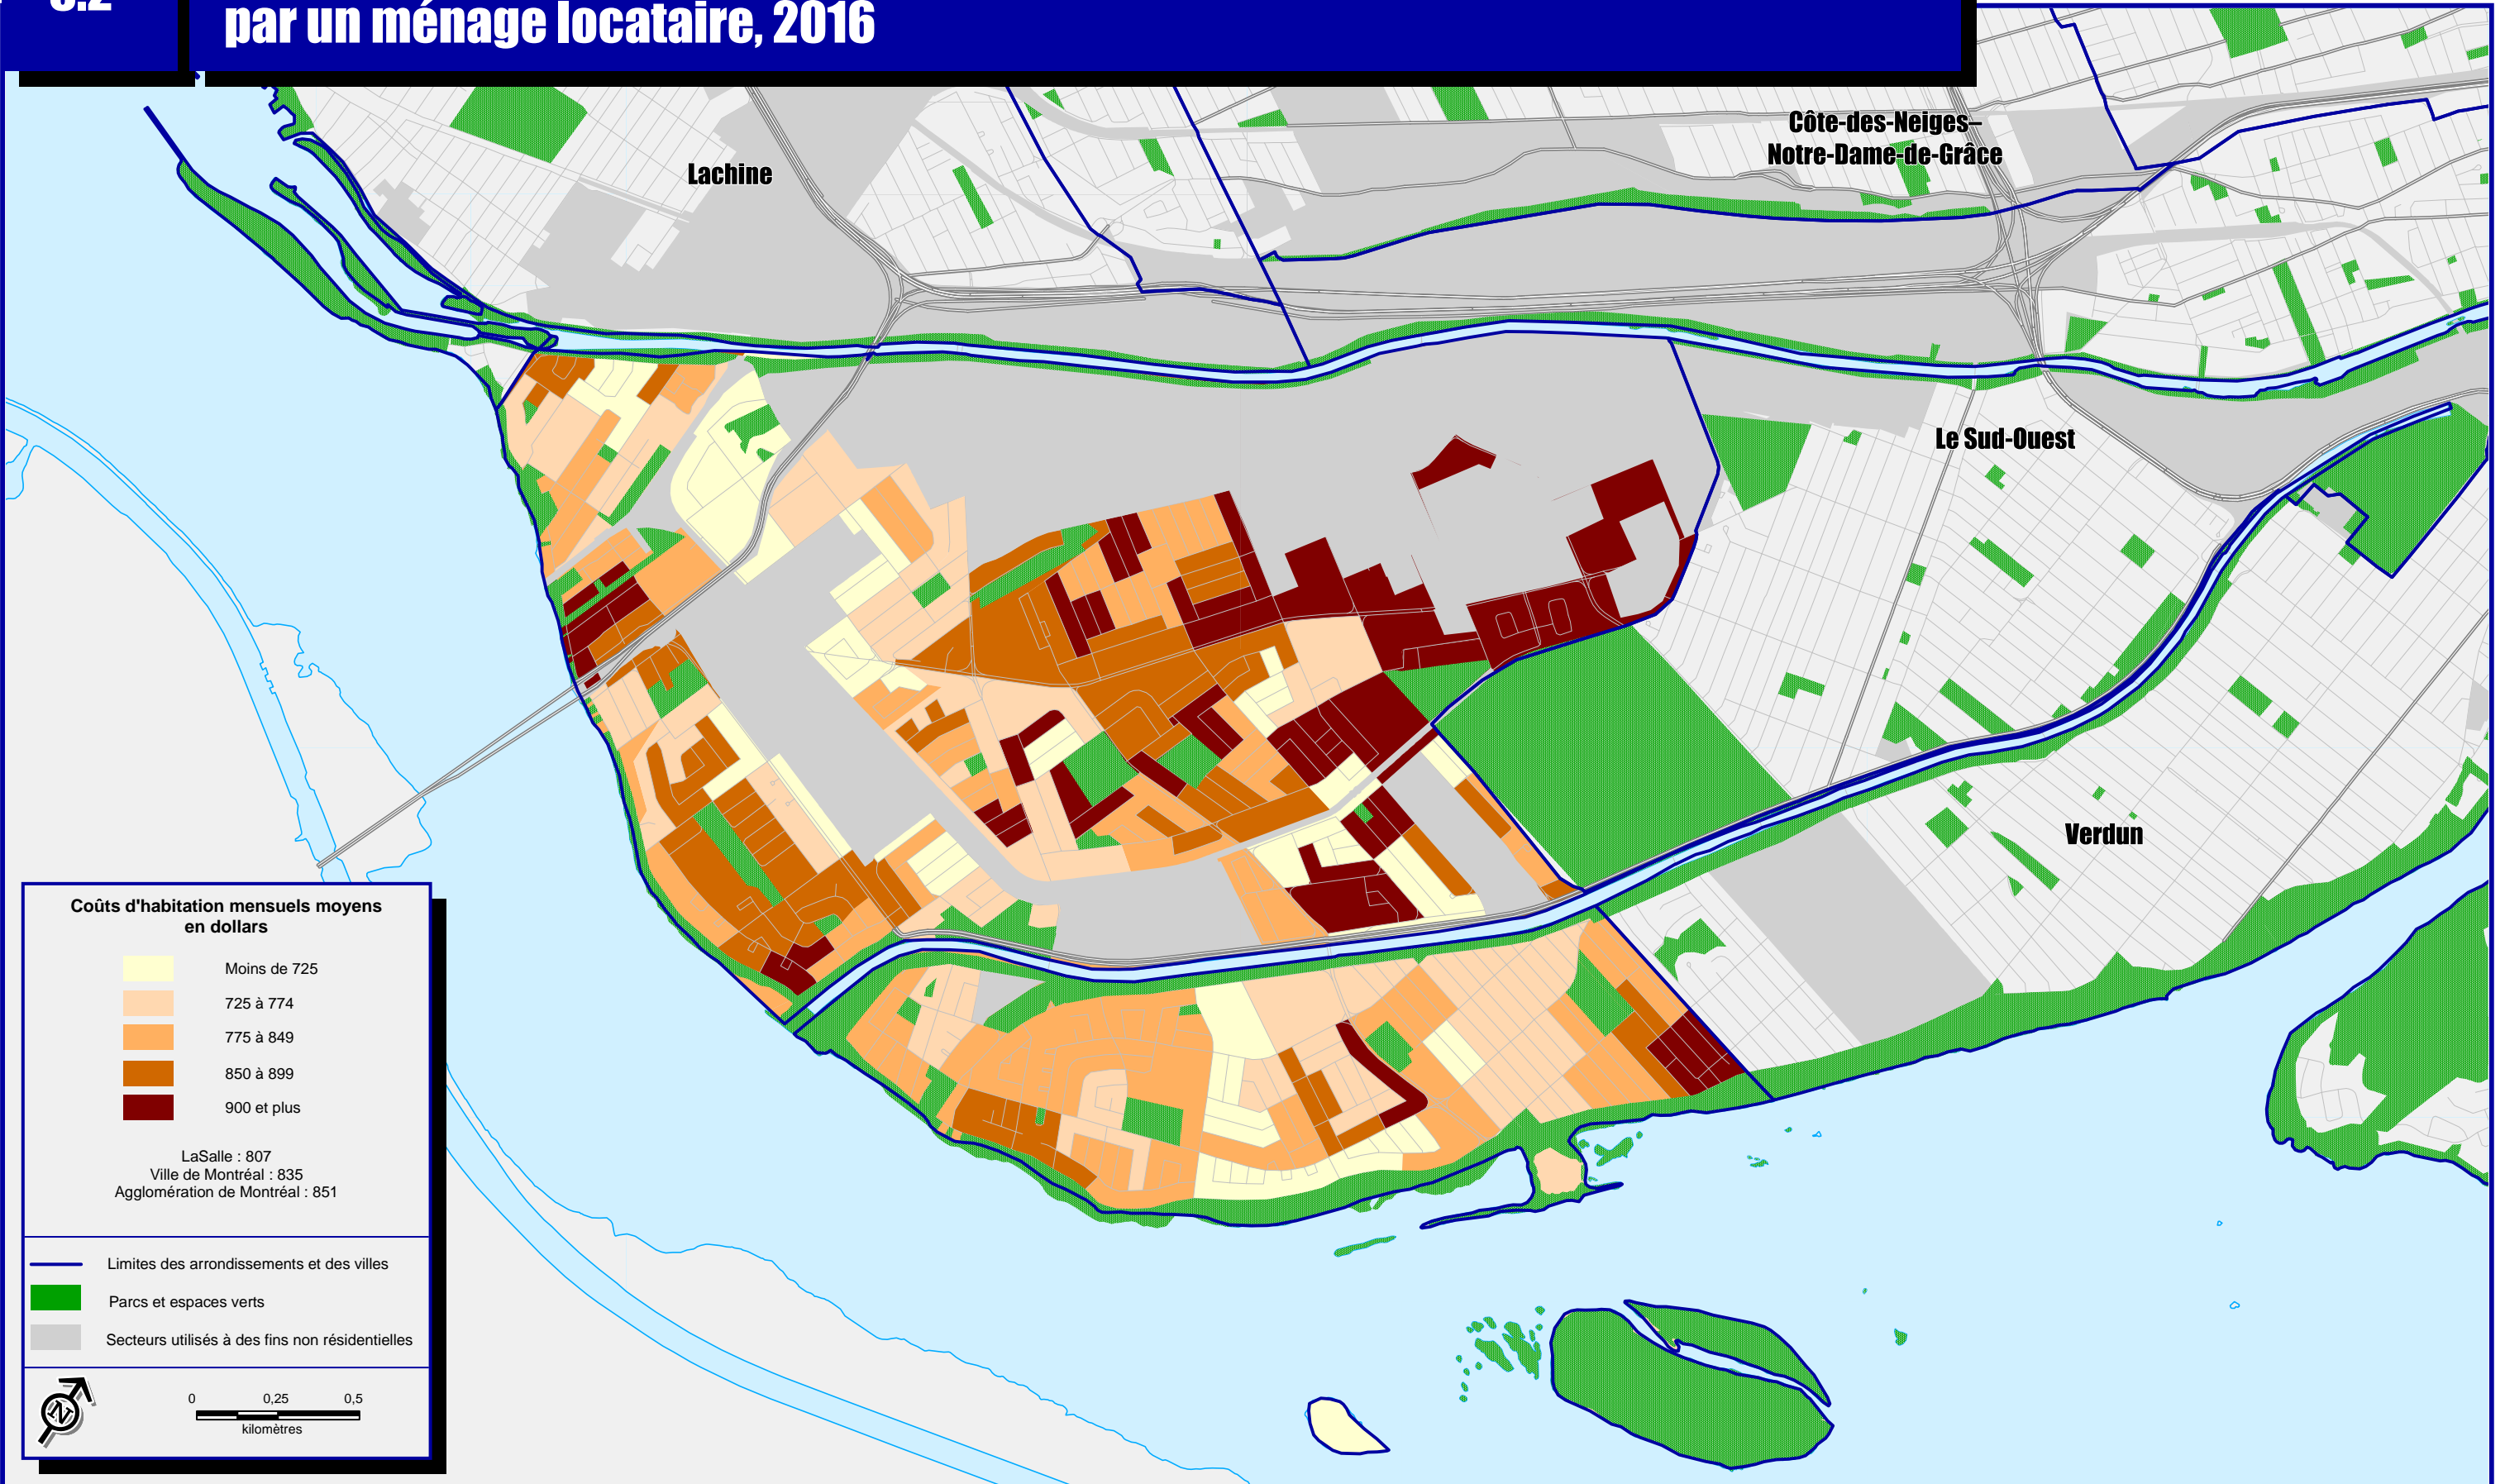 par un ménage locataire, 2016
Lachine
Côte-des-Neiges–
Notre-Dame-de-Grâce
Le Sud-Ouest
Verdun
Coûts d'habitation mensuels moyens
en dollars
Moins de 725
725 à 774
775 à 849
850 à 899
900 et plus
LaSalle : 807
Ville de Montréal : 835
Agglomération de Montréal : 851
Limites des arrondissements et des villes
Parcs et espaces verts
Secteurs utilisés à des fins non résidentielles
N
0 0,25 0,5
kilomètres